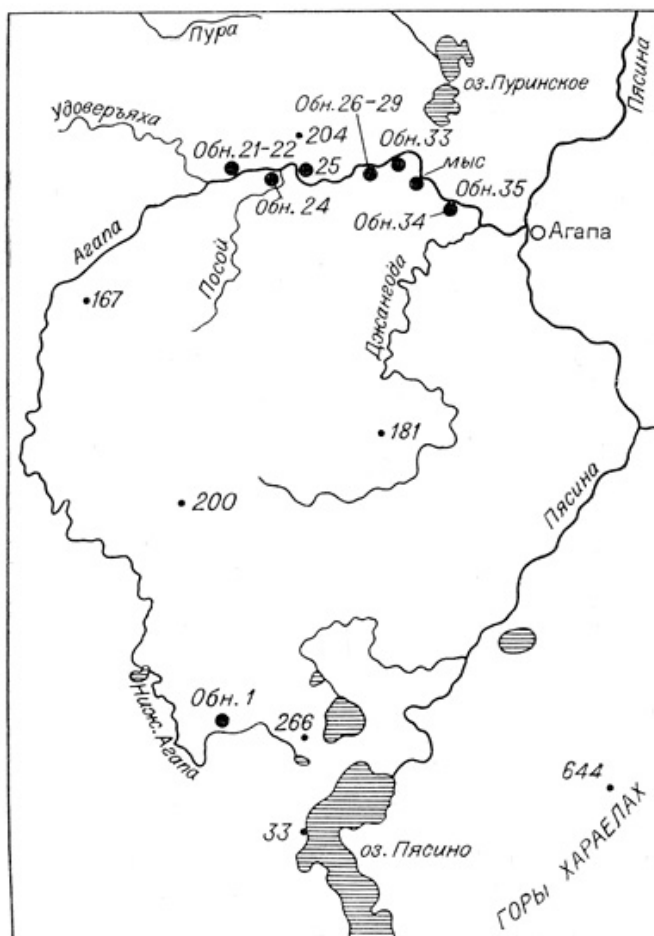 Пура
оз. Пуринское
Пясина
Удоверъяха
Обн. 26-29
204
Обн. 33
Обн. 21-22
25
мыс
Обн. 35
Обн. 24
Обн. 34
Агапа
Агапа
Посой
Джангода
167
181
Пясина
200
Ниж. Агапа
Обн. 1
266
644
33
оз. Пясино
ГОРЫ ХАРАЕЛАХ